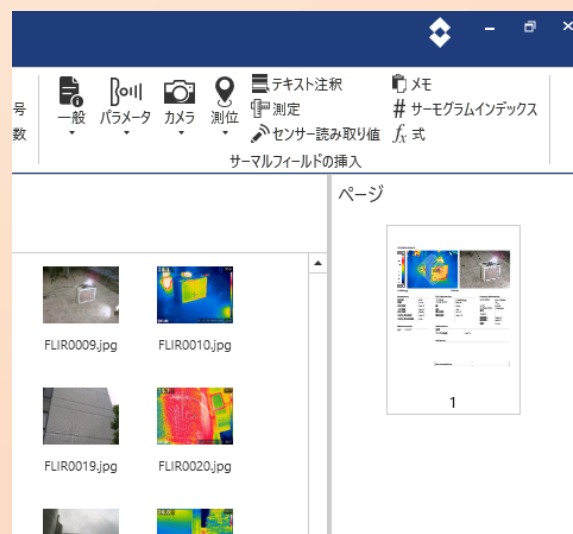 号
数
一般
パラメータ
カメラ
測位
テキスト注釈
測定
センサー読み取り値
メモ
# サーモグラムインデックス
fx 式
サーマルフィールドの挿入
ページ
FLIR0009.jpg
FLIR0010.jpg
FLIR0019.jpg
FLIR0020.jpg
1